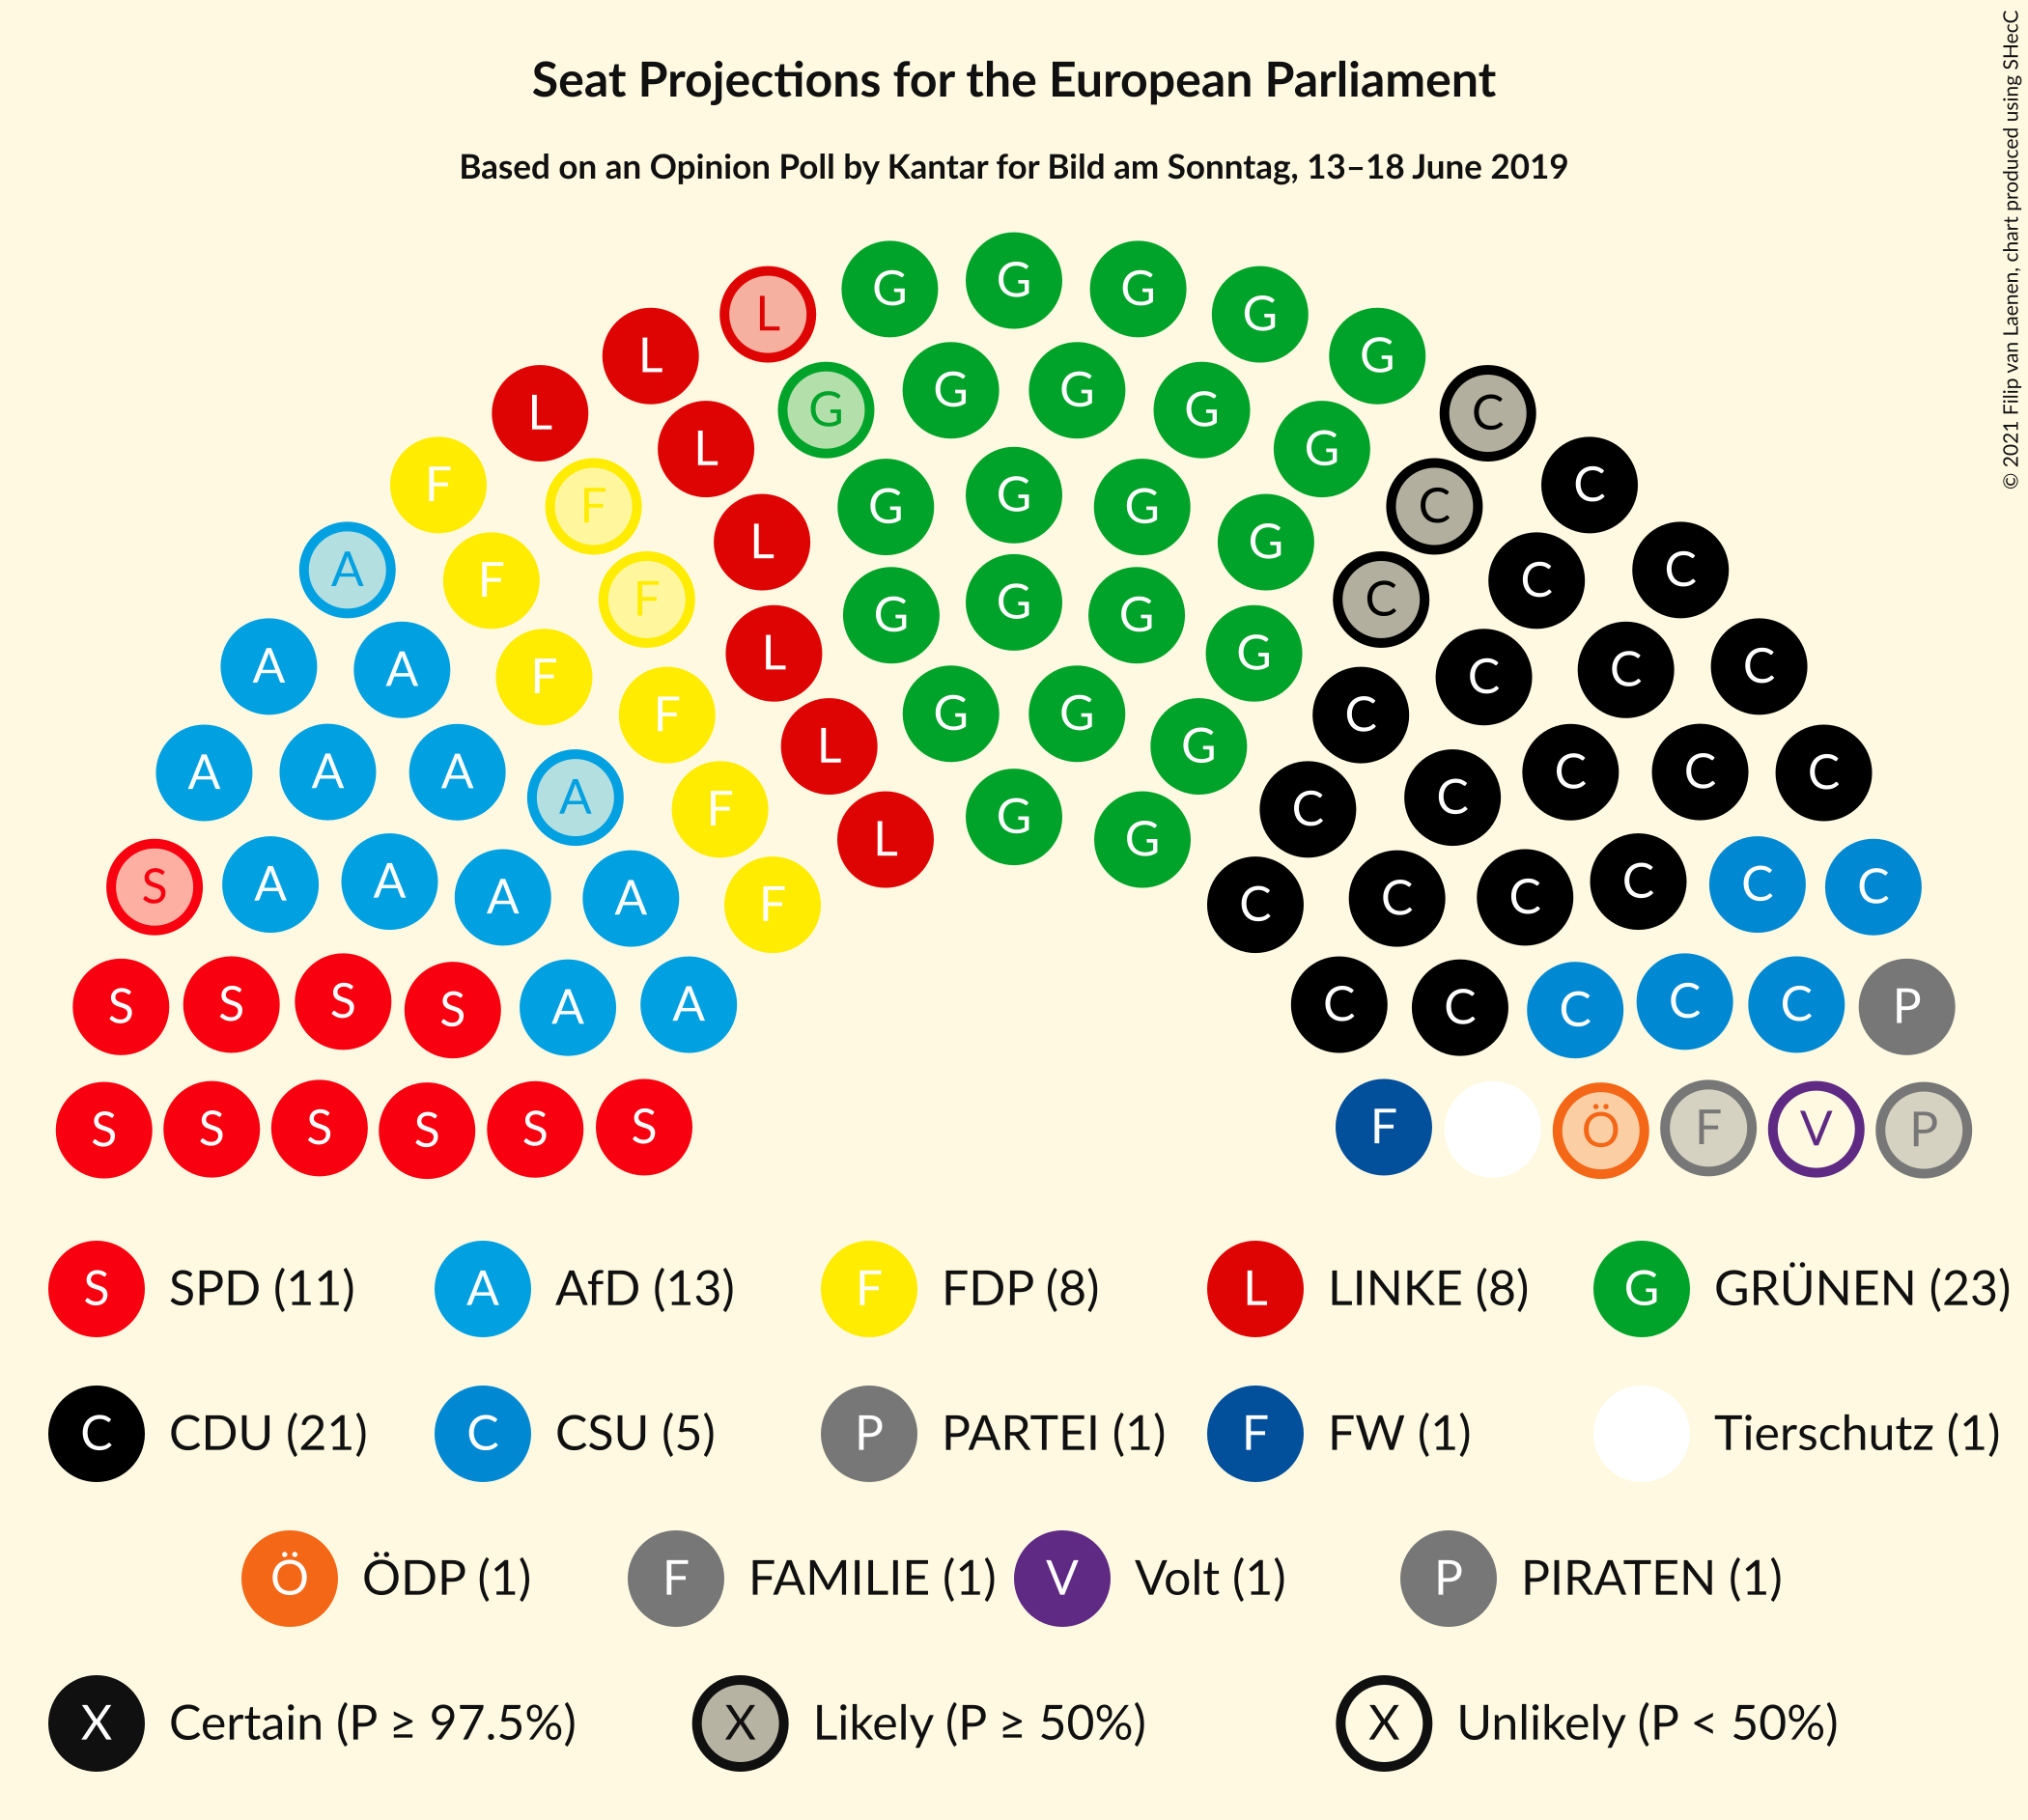 Seat Projections for the European Parliament
Based on an Opinion Poll by Kantar for Bild am Sonntag, 13–18 June 2019
© 2021 Filip van Laenen, chart produced using SHecC
G G G G G
L L
L C
G G G G
G
L L G C
F F C C
G G G G
L G
A F C A
F C C
G G G G
L G
A A F F C C C C
G G G
L
A A A A F C C C C C
G G
L
S A A A A F C C C C C C
S S S S A A C C C C C P
S S S S S S F Ö F V P
S SPD (11) A AfD (13) F FDP (8) L LINKE (8) G GRÜNEN (23)
C CDU (21) C CSU (5) P PARTEI (1) F FW (1) Tierschutz (1)
Ö ÖDP (1) F FAMILIE (1) V Volt (1) P PIRATEN (1)
X Certain (P ≥ 97.5%) X Likely (P ≥ 50%) X Unlikely (P < 50%)